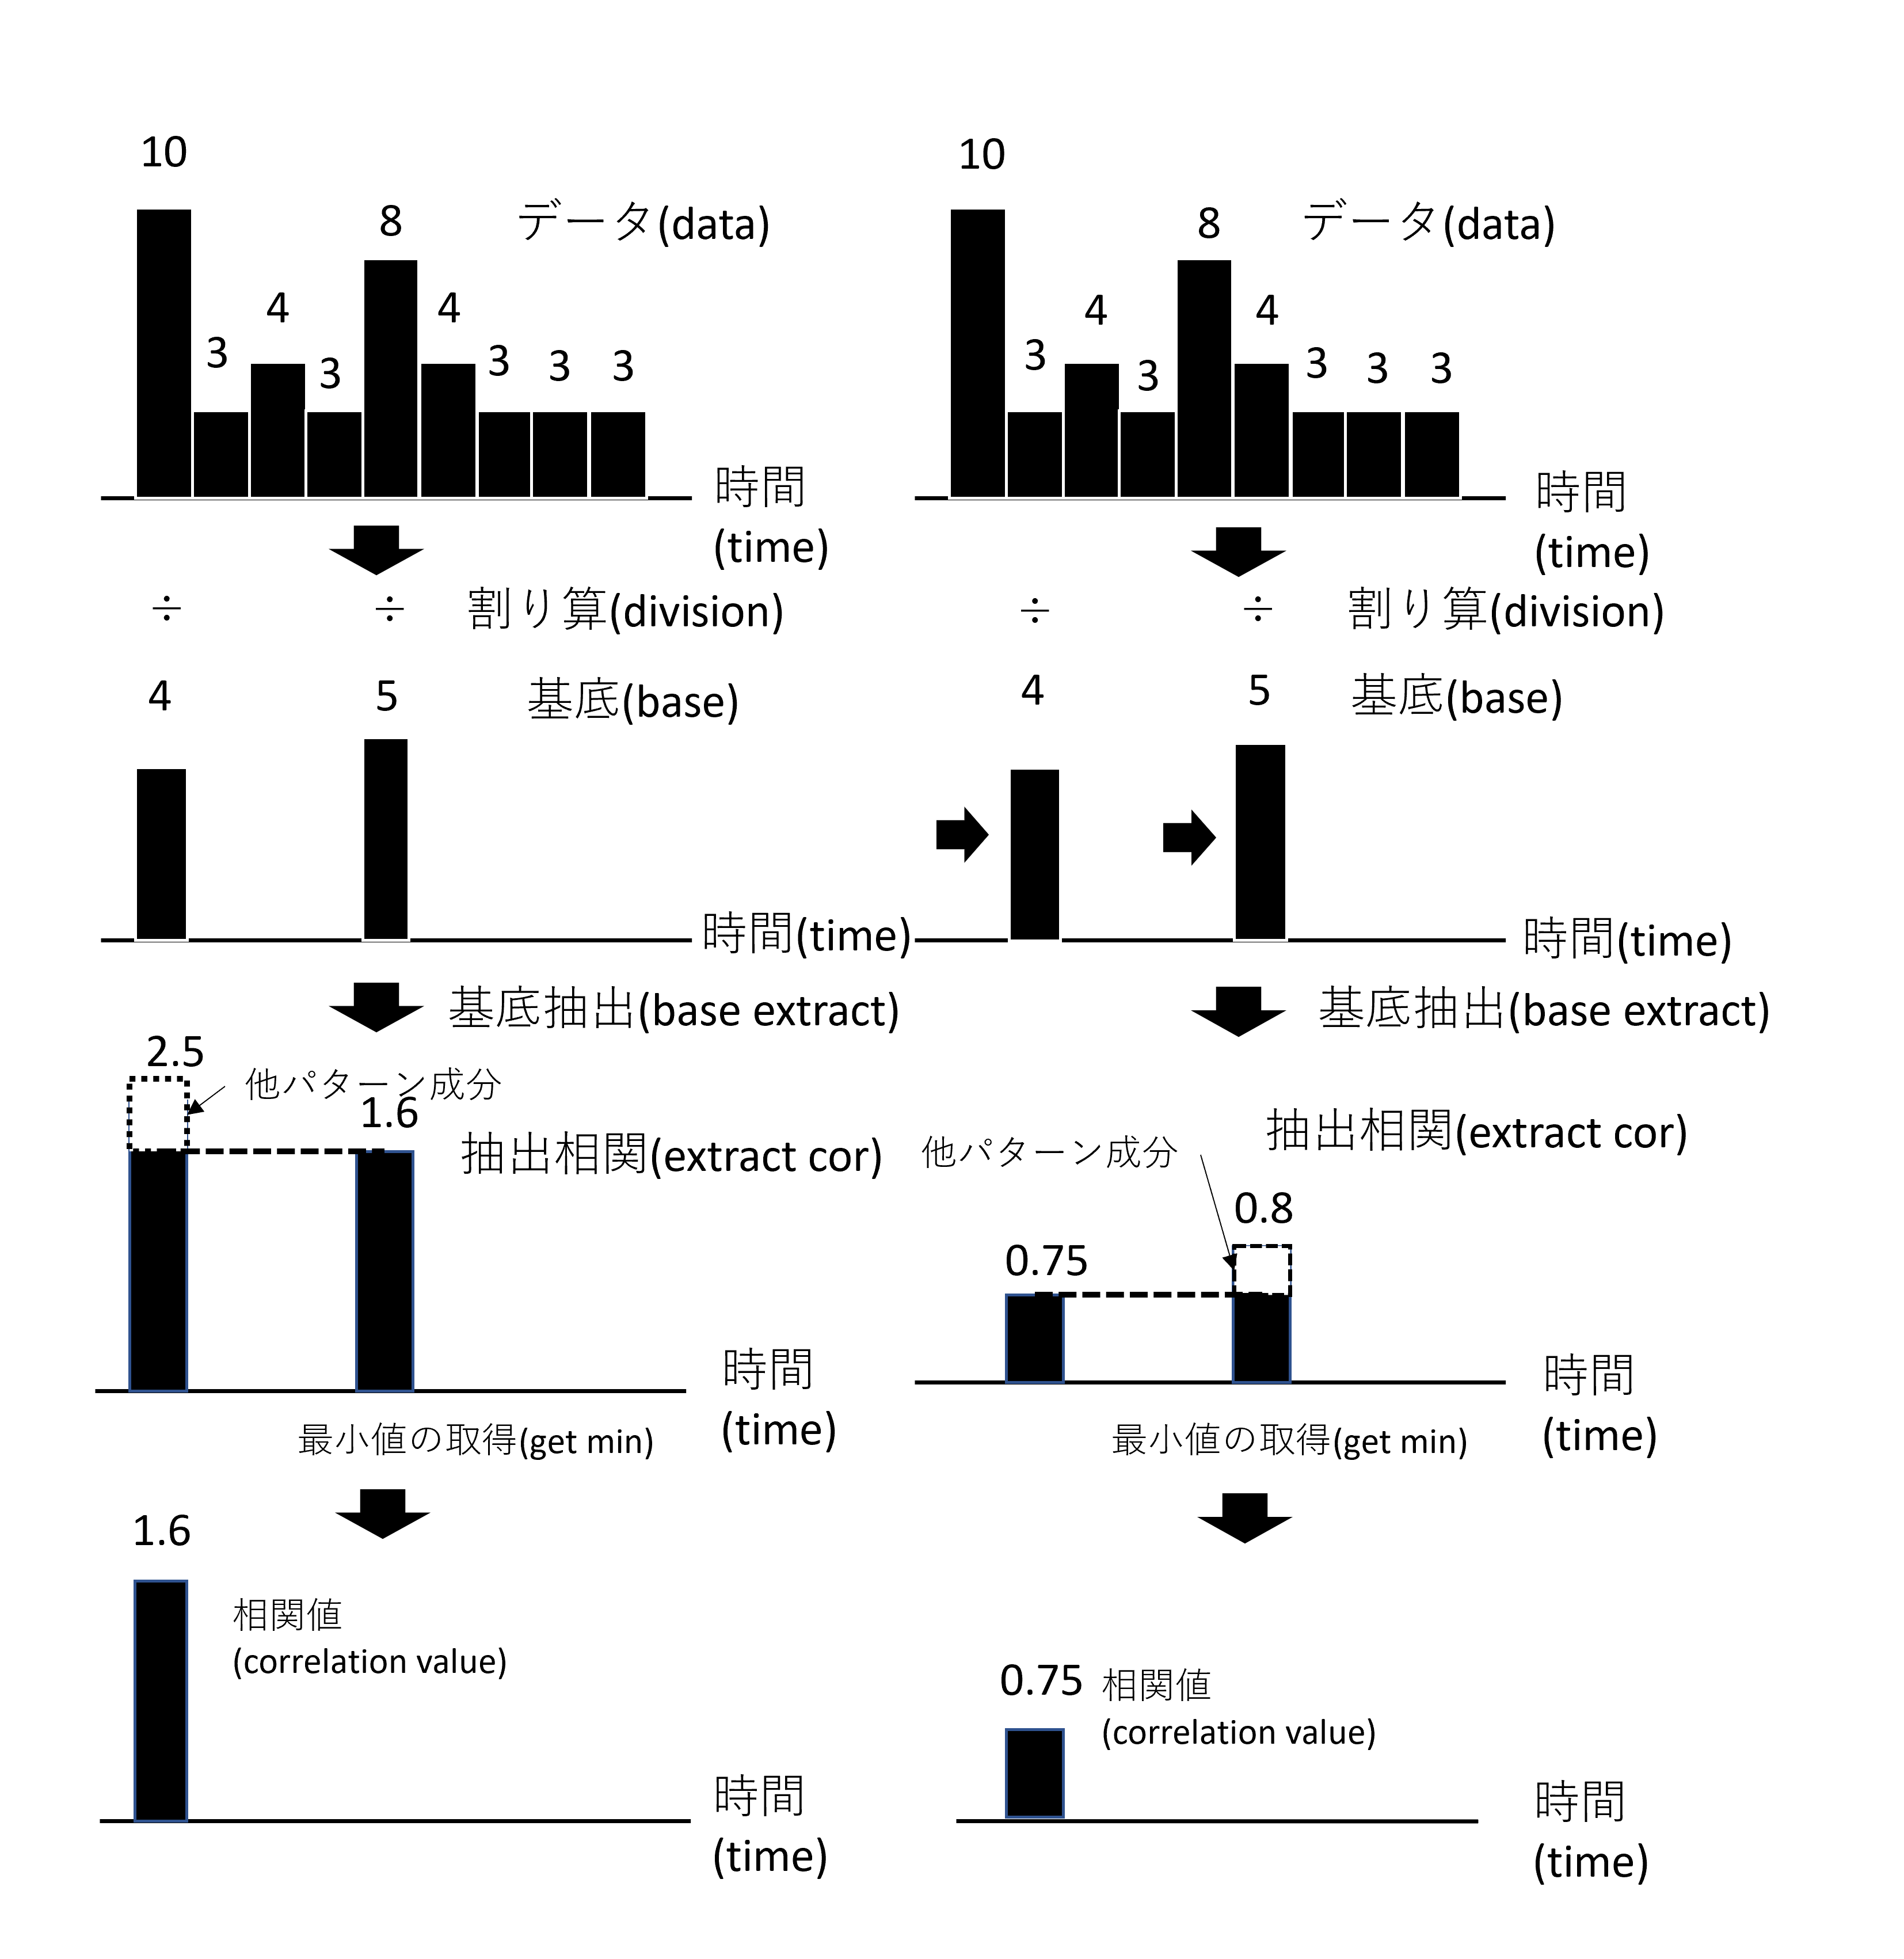 10
データ(data)
8
3
4
3
4
3
3
3
時間
(time)
÷
÷
割り算(division)
4
5
基底(base)
時間(time)
基底抽出(base extract)
2.5
他パターン成分
1.6
抽出相関(extract cor)
時間
(time)
最小値の取得(get min)
1.6
相関値
(correlation value)
時間
(time)
10
データ(data)
8
3
4
3
4
3
3
3
時間
(time)
÷
÷
割り算(division)
4
5
基底(base)
時間(time)
基底抽出(base extract)
抽出相関(extract cor)
他パターン成分
0.8
0.75
時間
(time)
最小値の取得(get min)
0.75
相関値
(correlation value)
時間
(time)